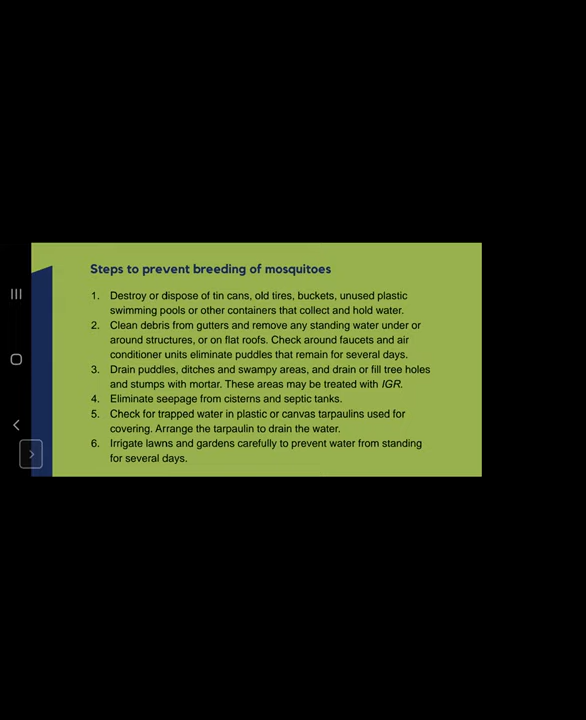 Steps to prevent breeding of mosquitoes
1. Destroy or dispose of tin cans, old tires, buckets, unused plastic
swimming pools or other containers that collect and hold water.
2. Clean debris from gutters and remove any standing water under or
around structures, or on flat roofs. Check around faucets and air
conditioner units eliminate puddles that remain for several days.
3. Drain puddles, ditches and swampy areas, and drain or fill tree holes
and stumps with mortar. These areas may be treated with IGR.
4. Eliminate seepage from cisterns and septic tanks.
5. Check for trapped water in plastic or canvas tarpaulins used for
covering. Arrange the tarpaulin to drain the water.
6. Irrigate lawns and gardens carefully to prevent water from standing
for several days.